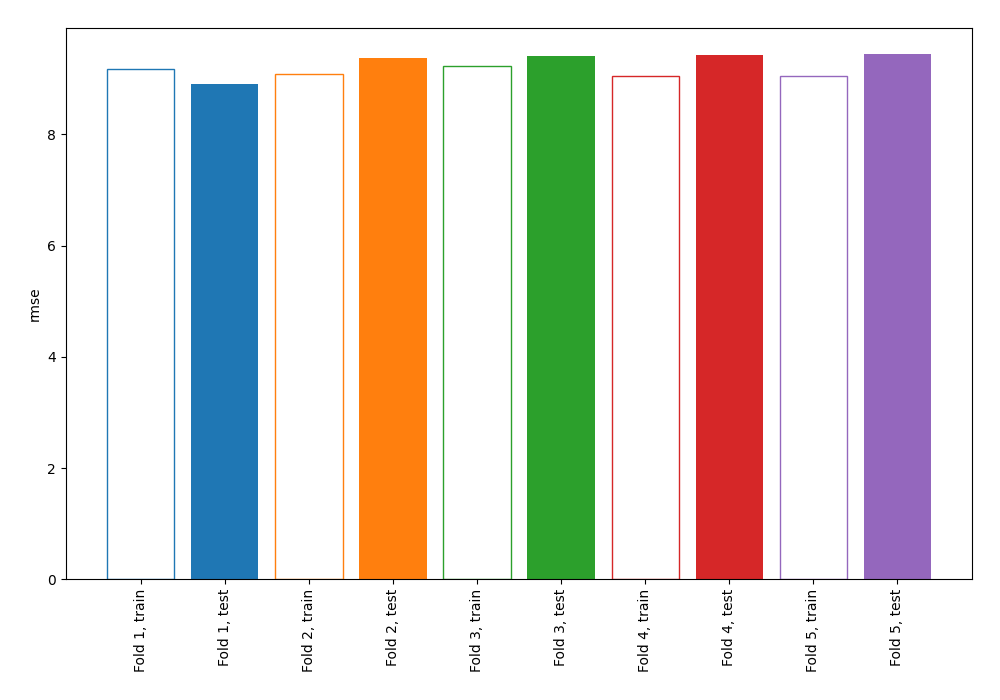 8
6
4
2
0
rmse
Fold 1, train
Fold 1, test
Fold 2, train
Fold 2, test
Fold 3, train
Fold 3, test
Fold 4, train
Fold 4, test
Fold 5, train
Fold 5, test